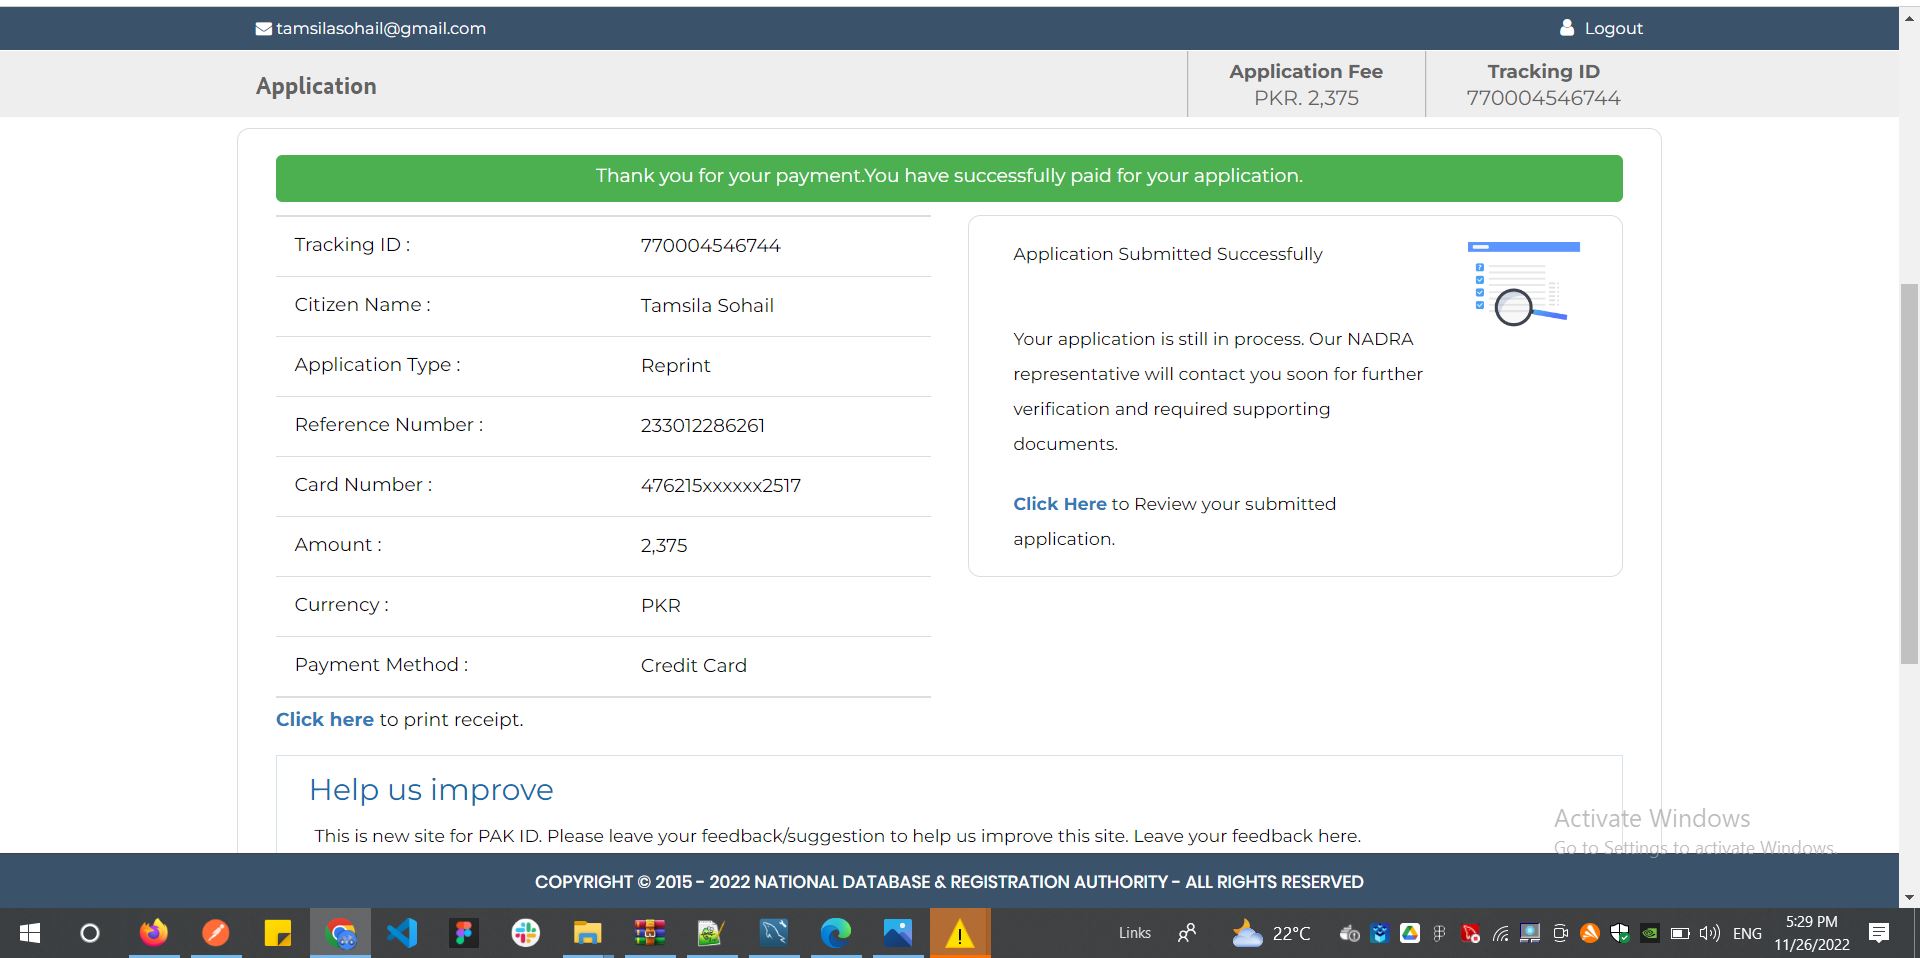 tamsilasohail@gmail.com Logout
Application
Application Fee
PKR. 2,375
Tracking ID
770004546744
Thank you for your payment.You have successfully paid for your application.
Tracking ID : 770004546744
Citizen Name : Tamsila Sohail
Application Type : Reprint
Reference Number : 233012286261
Card Number : 476215xxxxxx2517
Amount : 2,375
Currency : PKR
Payment Method : Credit Card
Click here to print receipt.
Application Submitted Successfully
Your application is still in process. Our NADRA
representative will contact you soon for further
verification and required supporting
documents.
Click Here to Review your submitted
application.
Help us improve
This is new site for PAK ID. Please leave your feedback/suggestion to help us improve this site. Leave your feedback here.
Activate Windows
Go to Settings to activate Windows.
COPYRIGHT © 2015 - 2022 NATIONAL DATABASE & REGISTRATION AUTHORITY - ALL RIGHTS RESERVED
Links 22°C ENG
5:29 PM
11/26/2022